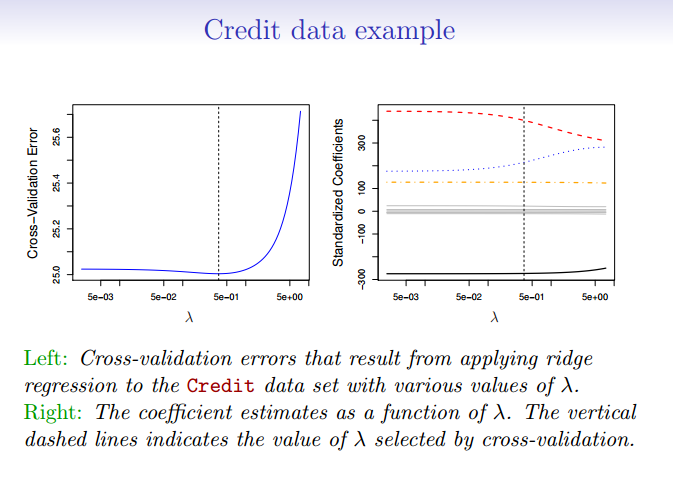 Credit data example
Cross−Validation Error
25.0 25.2 25.4 25.6
5e−03 5e−02 5e−01 5e+00
λ
Standardized Coefficients
−300 −100 0 100 300
5e−03 5e−02 5e−01 5e+00
λ
Left: Cross-validation errors that result from applying ridge
regression to the Credit data set with various values of λ.
Right: The coefficient estimates as a function of λ. The vertical
dashed lines indicates the value of λ selected by cross-validation.